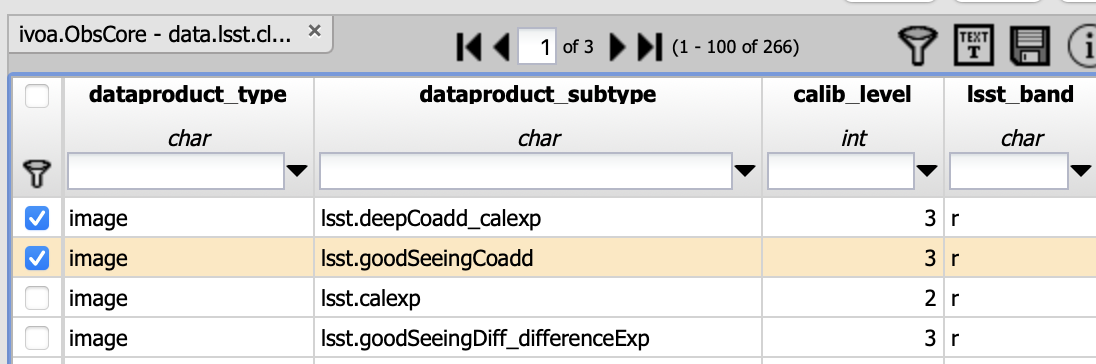 ivoa.ObsCore - data.lsst.cl... ×
1 of 3 (1 - 100 of 266) TEXT T i
dataproduct_type dataproduct_subtype calib_level lsst_band
char char int char
image lsst.deepCoadd_calexp 3 r
image lsst.goodSeeingCoadd 3 r
image lsst.calexp 2 r
image lsst.goodSeeingDiff_differenceExp 3 r